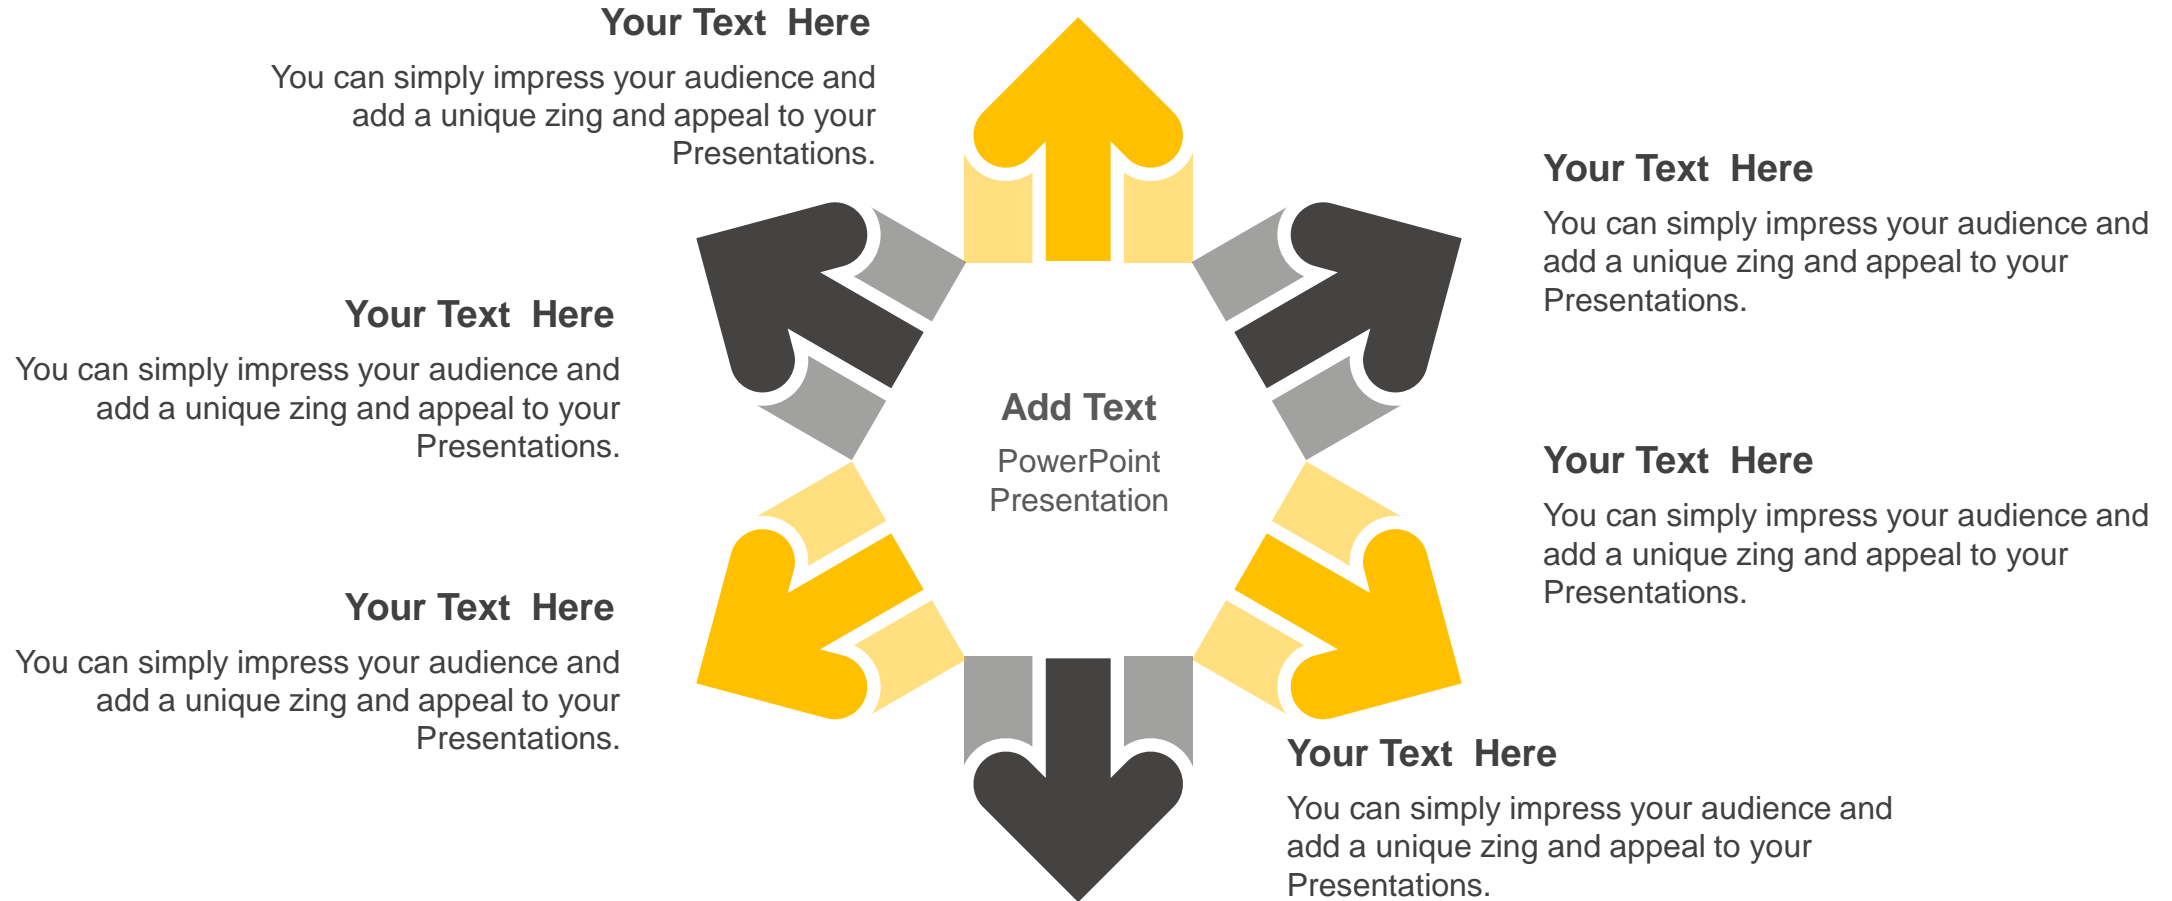 Your Text  Here
You can simply impress your audience and
add a unique zing and appeal to your
Presentations.
Your Text  Here
You can simply impress your audience and
add a unique zing and appeal to your
Presentations.
Your Text  Here
You can simply impress your audience and
add a unique zing and appeal to your
Presentations.
Add Text
PowerPoint
Presentation
Your Text  Here
You can simply impress your audience and
add a unique zing and appeal to your
Presentations.
Your Text  Here
You can simply impress your audience and
add a unique zing and appeal to your
Presentations.
Your Text  Here
You can simply impress your audience and
add a unique zing and appeal to your
Presentations.